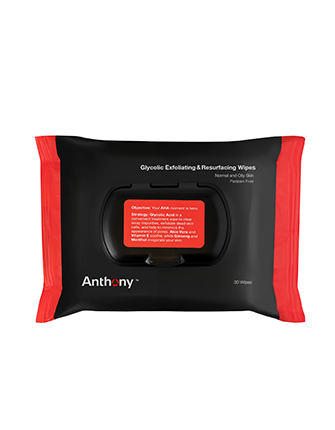 Glycolic Exfoliating & Resurfacing Wipes
Normal and Oily Skin
Paraben Free
Objective: Your AHA moment is here.
Strategy: Glycolic Acid in a
convenient treatment wipe to clear
away impurities, exfoliate dead skin
cells, and help to minimize the
appearance of pores. Aloe Vera and
Vitamin E soothe, while Ginseng and
Menthol invigorate your skin.
Anthony™
30 Wipes